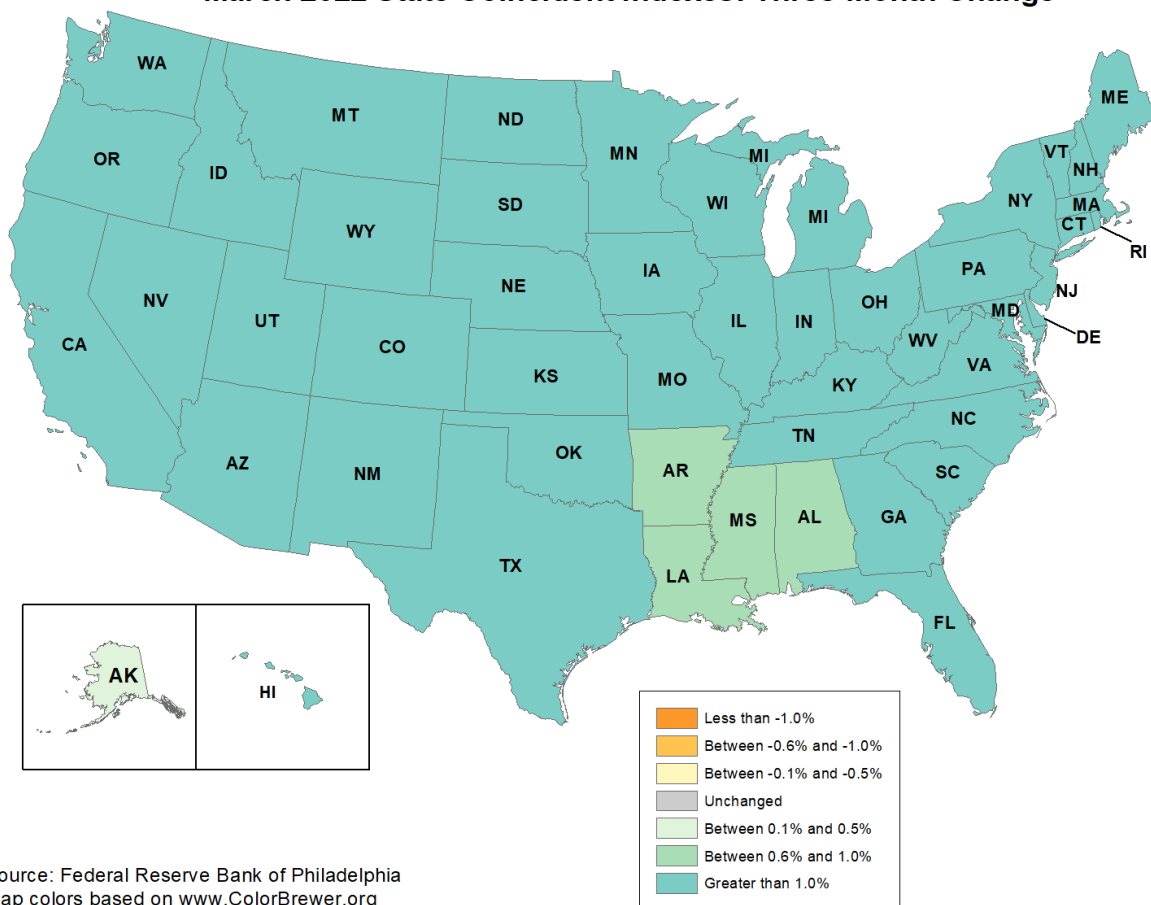 WA
MT
ND
MN
MI
ME
OR
ID
SD
WI
MI
VT
NH
NY
MA
CT
RI
WY
IA
NE
PA
NJ
NV
UT
CO
IL
IN
OH
MD
DE
CA
WV
VA
KS
MO
KY
NC
AZ
NM
OK
TN
AR
SC
MS
AL
GA
TX
LA
FL
AK
HI
Less than -1.0%
Between -0.6% and -1.0%
Between -0.1% and -0.5%
Unchanged
Between 0.1% and 0.5%
Between 0.6% and 1.0%
Greater than 1.0%
ource: Federal Reserve Bank of Philadelphia
ap colors based on www.ColorBrewer.org